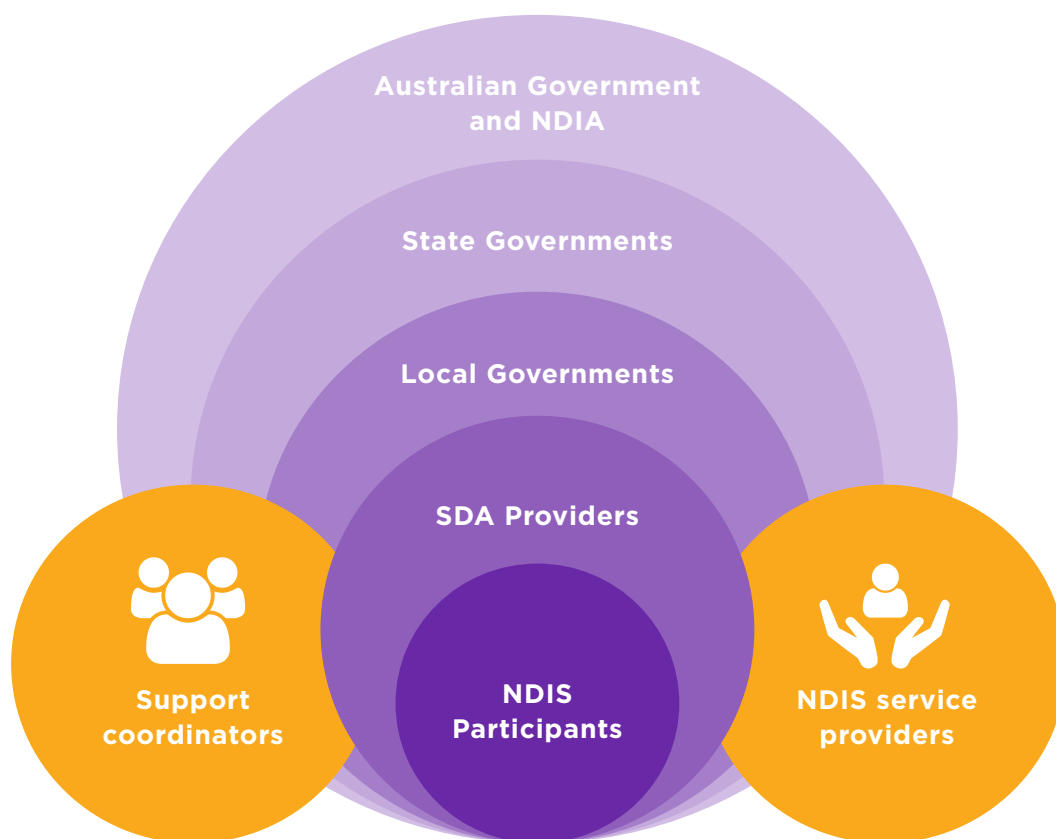 Australian Government
and NDIA
State Governments
Local Governments
SDA Providers
NDIS
Participants
Support
coordinators
NDIS service
providers